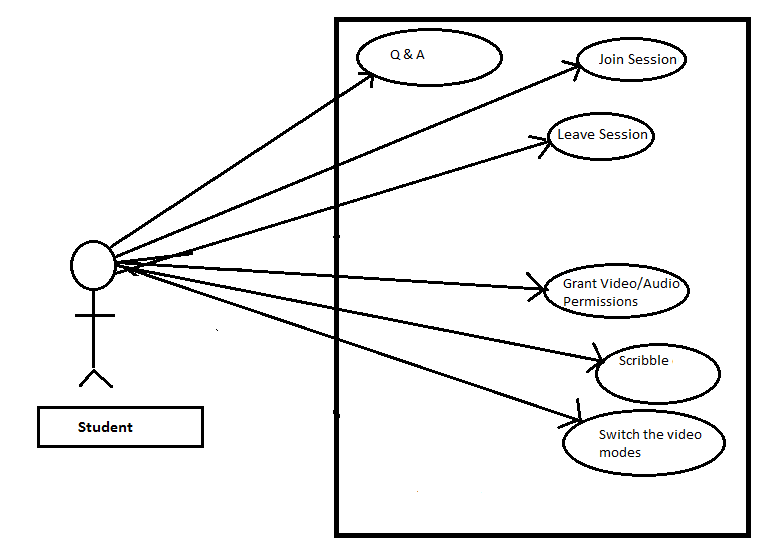 Q & A
Join Session
Leave Session
Grant Video/Audio
Permissions
Scribble
Switch the video
modes
Student